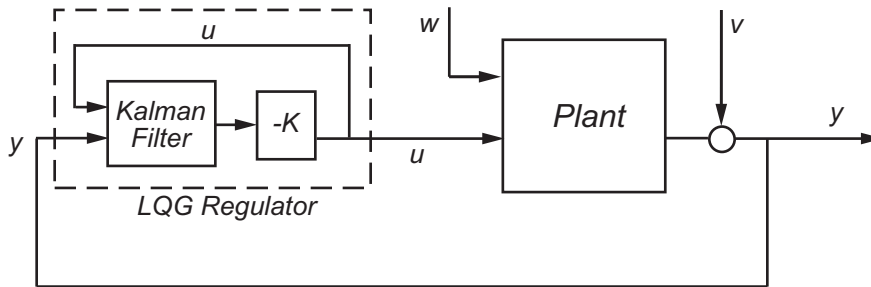 u
w
v
Kalman
Filter
-K
Plant
y
y
u
LQG Regulator